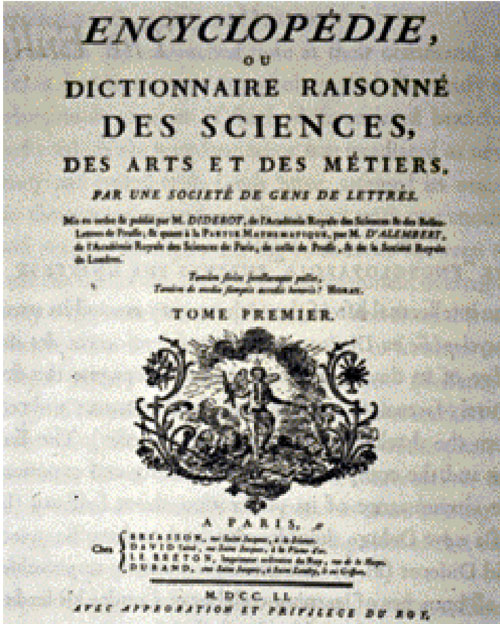 ENCYCLOPÉDIE,
OU
DICTIONNAIRE RAISONNÉ
DES SCIENCES,
DES ARTS ET DES MÉTIERS,
PAR UNE SOCIETÉ DE GENS DE LETTRES.
Mis en ordre & publié par M. DIDEROT, de l'Académie Royale des Sciences & des Belles-
Lettres de Prusse; & quant à la PARTIE MATHÉMATIQUE, par M. D'ALEMBERT,
de l'Académie Royale des Sciences de Paris, de celle de Prusse, & de la Société Royale
de Londres.
Tantùm series juncturaque pollet,
Tantùm de medio sumptis accedit honoris! HORAT.
TOME PREMIER.
A PARIS,
Chez
BRIASSON, rue Saint Jacques, à la Science.
DAVID l'aîné, rue Saint Jacques, à la Plume d'or.
LE BRETON, Imprimeur ordinaire du Roy, rue de la Harpe.
DURAND, rue Saint Jacques, à Saint Landry, & au Griffon.
M. DCC. LI.
AVEC APPROBATION ET PRIVILEGE DU ROY.